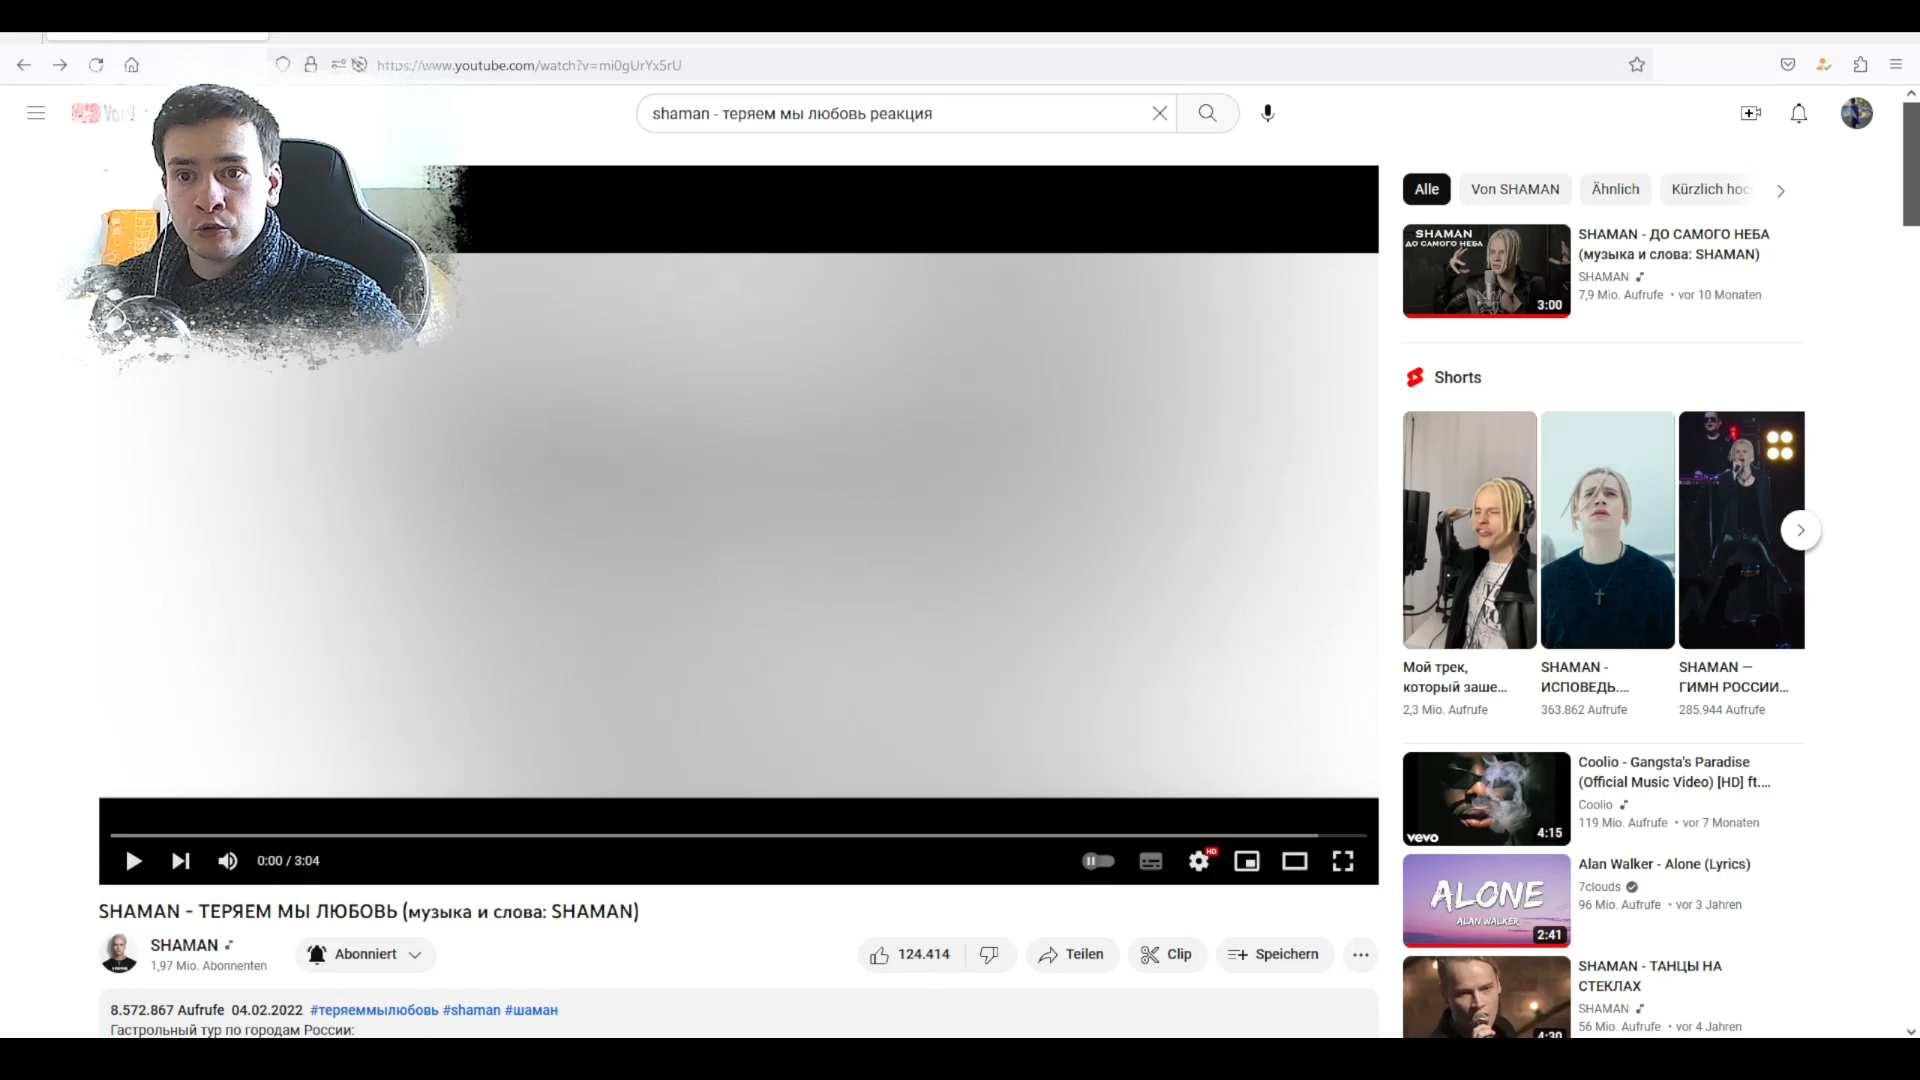 https://www.youtube.com/watch?v=mi0gUrYx5rU
shaman - теряем мы любовь реакция
Alle
Von SHAMAN
Ähnlich
SHAMAN
ДО САМОГО НЕБА
3:00
SHAMAN - ДО САМОГО НЕБА
(музыка и слова: SHAMAN)
SHAMAN
7,9 Mio. Aufrufe • vor 10 Monaten
Shorts
Мой трек,
который заше...
2,3 Mio. Aufrufe
SHAMAN -
ИСПОВЕДЬ....
363.862 Aufrufe
SHAMAN —
ГИМН РОССИИ...
285.944 Aufrufe
vevo
4:15
Coolio - Gangsta's Paradise
(Official Music Video) [HD] ft....
Coolio
119 Mio. Aufrufe • vor 7 Monaten
ALONE
ALAN WALKER
2:41
Alan Walker - Alone (Lyrics)
7clouds
96 Mio. Aufrufe • vor 3 Jahren
4:30
SHAMAN - ТАНЦЫ НА
СТЕКЛАХ
SHAMAN
56 Mio. Aufrufe • vor 4 Jahren
0:00 / 3:04
HD
SHAMAN - ТЕРЯЕМ МЫ ЛЮБОВЬ (музыка и слова: SHAMAN)
SHAMAN
1,97 Mio. Abonnenten
Abonniert
124.414
Teilen
Clip
Speichern
8.572.867 Aufrufe 04.02.2022 #теряеммылюбовь #shaman #шаман
Гастрольный тур по городам России: